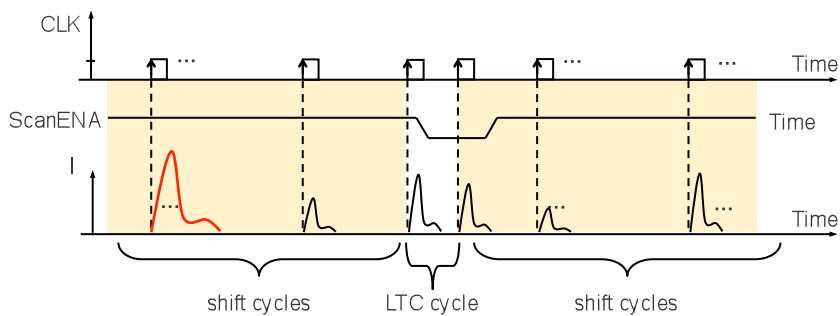 CLK
... ... ...
Time
ScanENA
Time
I
... ... ...
Time
shift cycles LTC cycle shift cycles